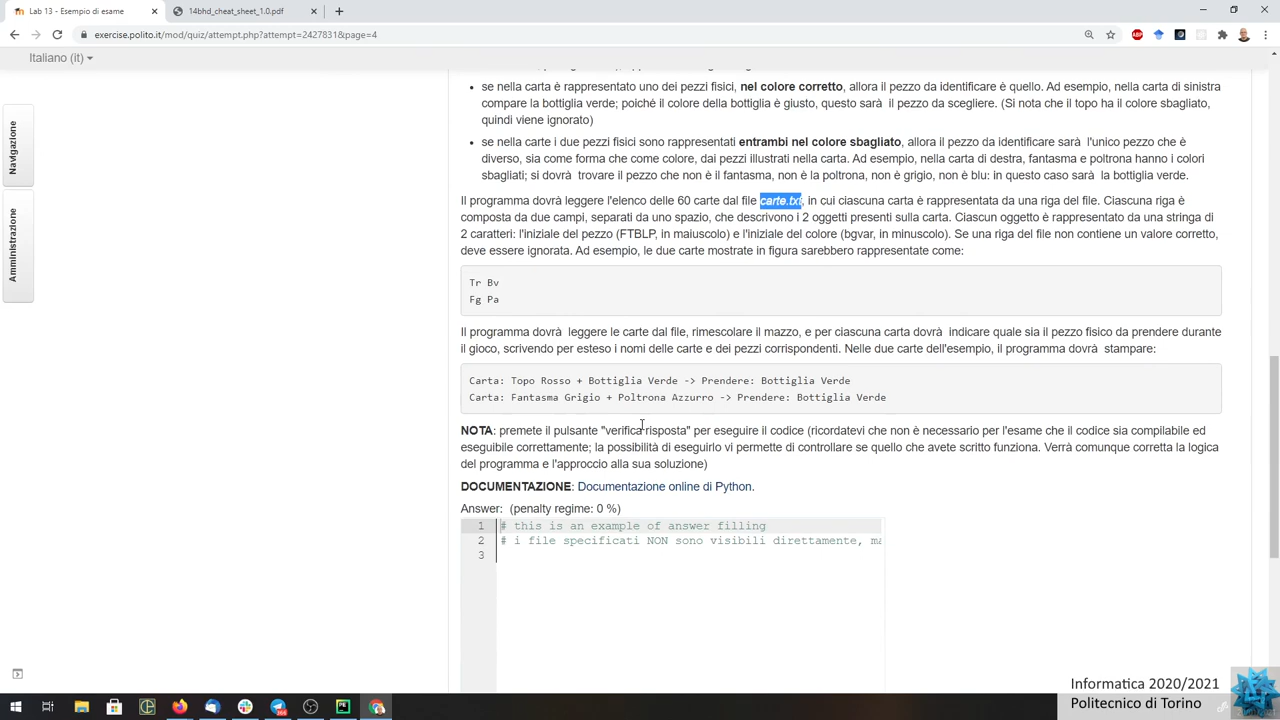 Lab 13 - Esempio di esame
14bhd_cheat_sheet_1.0.pdf
exercise.polito.it/mod/quiz/attempt.php?attempt=2427831&page=4
Italiano (it)
Navigazione
Amministrazione
se nella carta è rappresentato uno dei pezzi fisici, nel colore corretto, allora il pezzo da identificare è quello. Ad esempio, nella carta di sinistra
compare la bottiglia verde; poiché il colore della bottiglia è giusto, questo sarà il pezzo da scegliere. (Si nota che il topo ha il colore sbagliato,
quindi viene ignorato)
se nella carte i due pezzi fisici sono rappresentati entrambi nel colore sbagliato, allora il pezzo da identificare sarà l'unico pezzo che è
diverso, sia come forma che come colore, dai pezzi illustrati nella carta. Ad esempio, nella carta di destra, fantasma e poltrona hanno i colori
sbagliati; si dovrà trovare il pezzo che non è il fantasma, non è la poltrona, non è grigio, non è blu: in questo caso sarà la bottiglia verde.
Il programma dovrà leggere l'elenco delle 60 carte dal file carte.txt, in cui ciascuna carta è rappresentata da una riga del file. Ciascuna riga è
composta da due campi, separati da uno spazio, che descrivono i 2 oggetti presenti sulla carta. Ciascun oggetto è rappresentato da una stringa di
2 caratteri: l'iniziale del pezzo (FTBLP, in maiuscolo) e l'iniziale del colore (bgvar, in minuscolo). Se una riga del file non contiene un valore corretto,
deve essere ignorata. Ad esempio, le due carte mostrate in figura sarebbero rappresentate come:
Tr Bv
Fg Pa
Il programma dovrà leggere le carte dal file, rimescolare il mazzo, e per ciascuna carta dovrà indicare quale sia il pezzo fisico da prendere durante
il gioco, scrivendo per esteso i nomi delle carte e dei pezzi corrispondenti. Nelle due carte dell'esempio, il programma dovrà stampare:
Carta: Topo Rosso + Bottiglia Verde -> Prendere: Bottiglia Verde
Carta: Fantasma Grigio + Poltrona Azzurro -> Prendere: Bottiglia Verde
NOTA: premete il pulsante "verifica risposta" per eseguire il codice (ricordatevi che non è necessario per l'esame che il codice sia compilabile ed
eseguibile correttamente; la possibilità di eseguirlo vi permette di controllare se quello che avete scritto funziona. Verrà comunque corretta la logica
del programma e l'approccio alla sua soluzione)
DOCUMENTAZIONE: Documentazione online di Python.
Answer: (penalty regime: 0 %)
1 # this is an example of answer filling
2 # i file specificati NON sono visibili direttamente, ma
3
Informatica 2020/2021
Politecnico di Torino